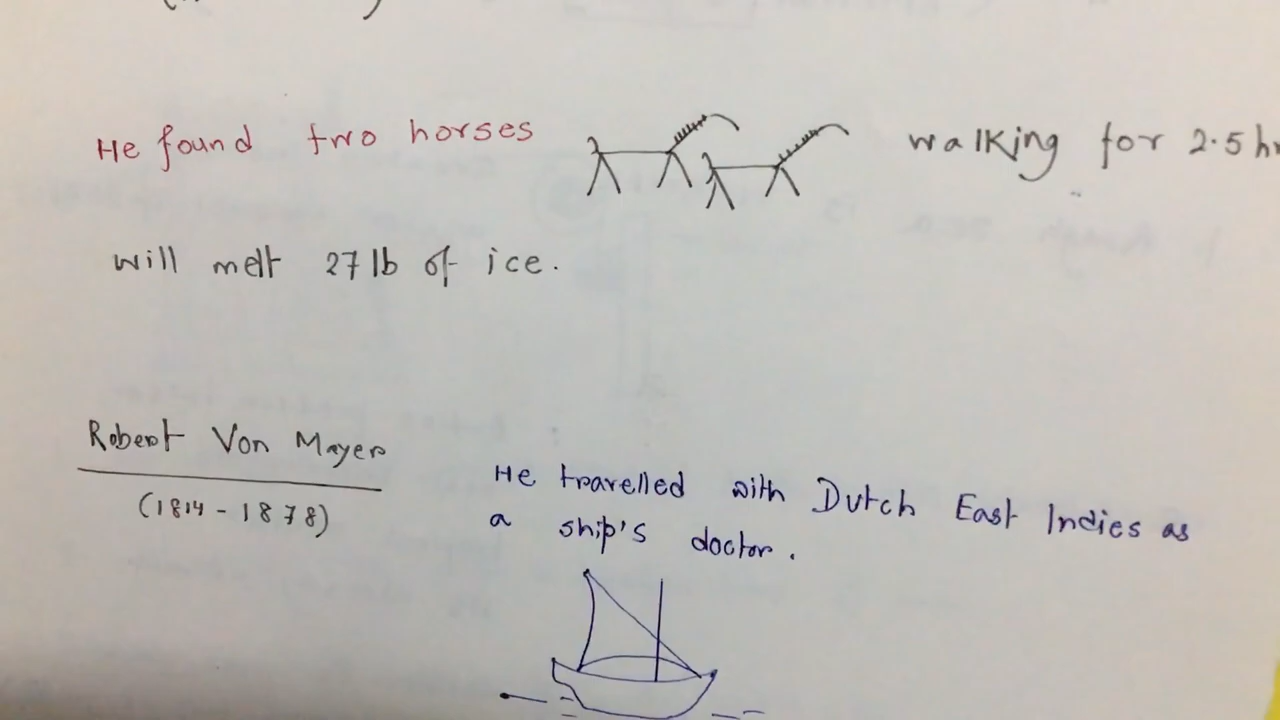 He found two horses walking for 2.5 hr
will melt 27 lb of ice.
Robert Von Mayer
(1814 - 1878)
He travelled with Dutch East Indies as
a ship's doctor.